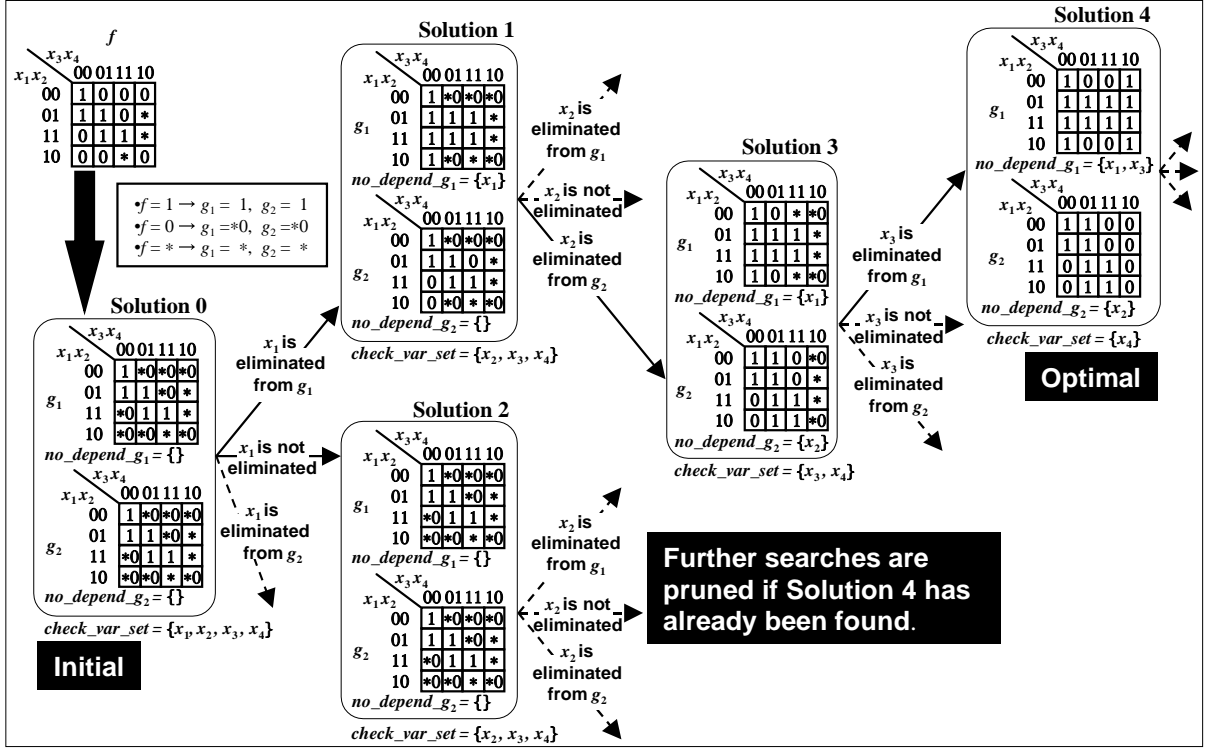 f
x3x4
x1x2
00 01 11 10
00 1 0 0 0
01 1 1 0 *
11 0 1 1 *
10 0 0 * 0
•f = 1 → g1 = 1, g2 = 1
•f = 0 → g1 =*0, g2 =*0
•f = * → g1 = *, g2 = *
Solution 0
x3x4
x1x2
00 01 11 10
00 1 *0 *0 *0
01 1 1 *0 *
g1
11 *0 1 1 *
10 *0 *0 * *0
no_depend_g1 = {}
x3x4
x1x2
00 01 11 10
00 1 *0 *0 *0
01 1 1 *0 *
g2
11 *0 1 1 *
10 *0 *0 * *0
no_depend_g2 = {}
check_var_set = {x1, x2, x3, x4}
Initial
x1 is
eliminated
from g1
x1 is not
eliminated
x1 is
eliminated
from g2
Solution 1
x3x4
x1x2
00 01 11 10
00 1 *0 *0 *0
01 1 1 1 *
g1
11 1 1 1 *
10 1 *0 * *0
no_depend_g1 = {x1}
x3x4
x1x2
00 01 11 10
00 1 *0 *0 *0
01 1 1 0 *
g2
11 0 1 1 *
10 0 *0 * *0
no_depend_g2 = {}
check_var_set = {x2, x3, x4}
x2 is
eliminated
from g1
x2 is not
eliminated
x2 is
eliminated
from g2
Solution 2
x3x4
x1x2
00 01 11 10
00 1 *0 *0 *0
01 1 1 *0 *
g1
11 *0 1 1 *
10 *0 *0 * *0
no_depend_g1 = {}
x3x4
x1x2
00 01 11 10
00 1 *0 *0 *0
01 1 1 *0 *
g2
11 *0 1 1 *
10 *0 *0 * *0
no_depend_g2 = {}
check_var_set = {x2, x3, x4}
x2 is
eliminated
from g1
x2 is not
eliminated
x2 is
eliminated
from g2
Solution 3
x3x4
x1x2
00 01 11 10
00 1 0 * *0
01 1 1 1 *
g1
11 1 1 1 *
10 1 0 * *0
no_depend_g1 = {x1}
x3x4
x1x2
00 01 11 10
00 1 1 0 *0
01 1 1 0 *
g2
11 0 1 1 *
10 0 1 1 *0
no_depend_g2 = {x2}
check_var_set = {x3, x4}
x3 is
eliminated
from g1
x3 is not
eliminated
x3 is
eliminated
from g2
Solution 4
x3x4
x1x2
00 01 11 10
00 1 0 0 1
01 1 1 1 1
g1
11 1 1 1 1
10 1 0 0 1
no_depend_g1 = {x1, x3}
x3x4
x1x2
00 01 11 10
00 1 1 0 0
01 1 1 0 0
g2
11 0 1 1 0
10 0 1 1 0
no_depend_g2 = {x2}
check_var_set = {x4}
Optimal
Further searches are
pruned if Solution 4 has
already been found.